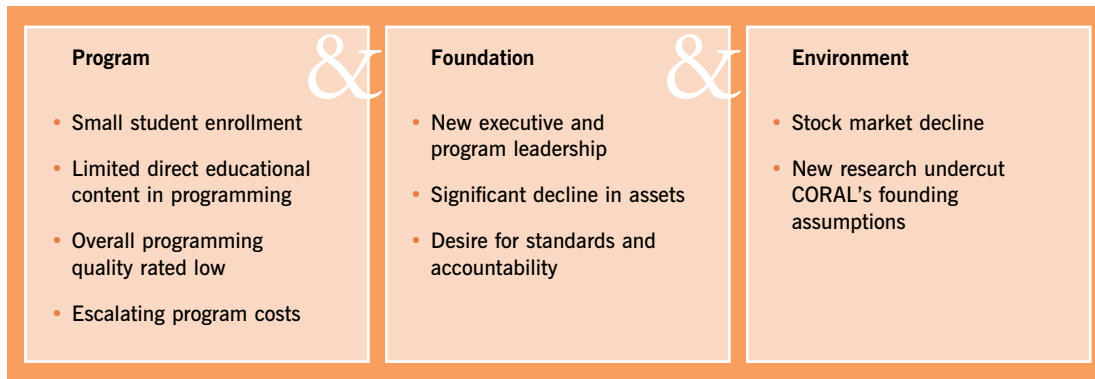 Program
&
• Small student enrollment
• Limited direct educational
content in programming
• Overall programming
quality rated low
• Escalating program costs
Foundation
&
• New executive and
program leadership
• Significant decline in assets
• Desire for standards and
accountability
Environment
• Stock market decline
• New research undercut
CORAL’s founding
assumptions